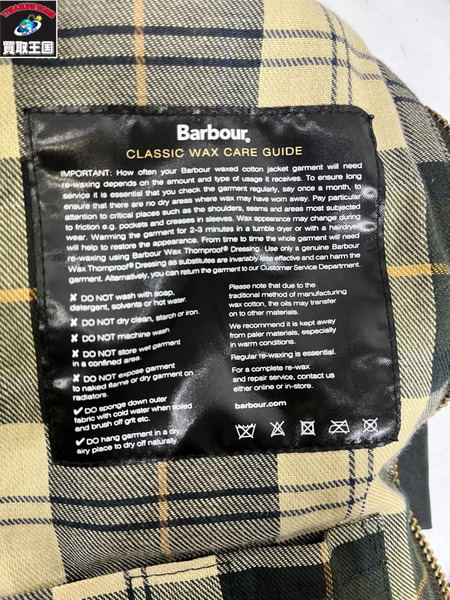 TREASURE KINGDOM
買取王国
Barbour®
CLASSIC WAX CARE GUIDE
IMPORTANT: How often your Barbour waxed cotton jacket garment will need
re-waxing depends on the amount and type of usage it receives. To ensure long
service it is essential that you check the garment regularly, say once a month, to
ensure that there are no dry areas where wax may have worn away. Pay particular
attention to critical places such as the shoulders, seams and areas most subjected
to friction e.g. pockets and creases in sleeves. Wax appearance may change during
wear. Warming the garment for 2-3 minutes in a tumble dryer or with a hairdryer
will help to restore the appearance. From time to time the whole garment will need
re-waxing using Barbour Wax Thornproof® Dressing. Use only a genuine Barbour
Wax Thornproof® Dressing as substitutes are invariably less effective and can harm the
garment. Alternatively, you can return the garment to our Customer Service Department.
✗ DO NOT wash with soap,
detergent, solvents or hot water.
✗ DO NOT dry clean, starch or iron.
✗ DO NOT machine wash.
✗ DO NOT store wet garment
in a confined area.
✗ DO NOT expose garment
to naked flame or dry garment on
radiators.
✓ DO sponge down outer
fabric with cold water when soiled
and brush off grit etc.
✓ DO hang garment in a dry,
airy place to dry off naturally.
Please note that due to the
traditional method of manufacturing
wax cotton, the oils may transfer
on to other materials.
We recommend it is kept away
from paler materials, especially
in warm environments.
Regular re-waxing is essential.
For a complete re-wax
and repair service, contact us
either online or in-store.
barbour.com